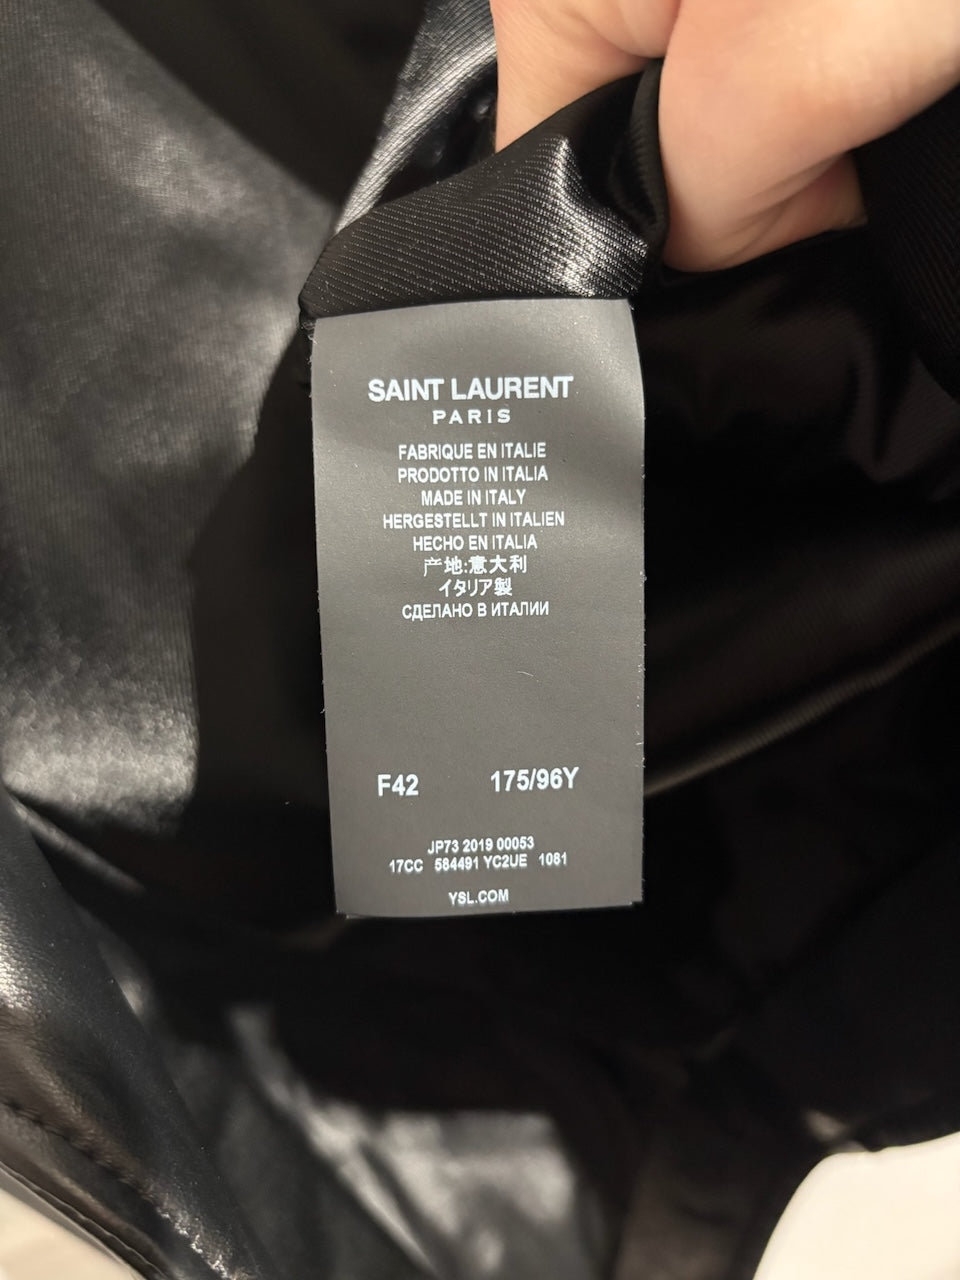 SAINT LAURENT
PARIS
FABRIQUE EN ITALIE
PRODOTTO IN ITALIA
MADE IN ITALY
HERGESTELLT IN ITALIEN
HECHO EN ITALIA
产地:意大利
イタリア製
СДЕЛАНО В ИТАЛИИ
F42 175/96Y
JP73 2019 00053
17CC 584491 YC2UE 1081
YSL.COM